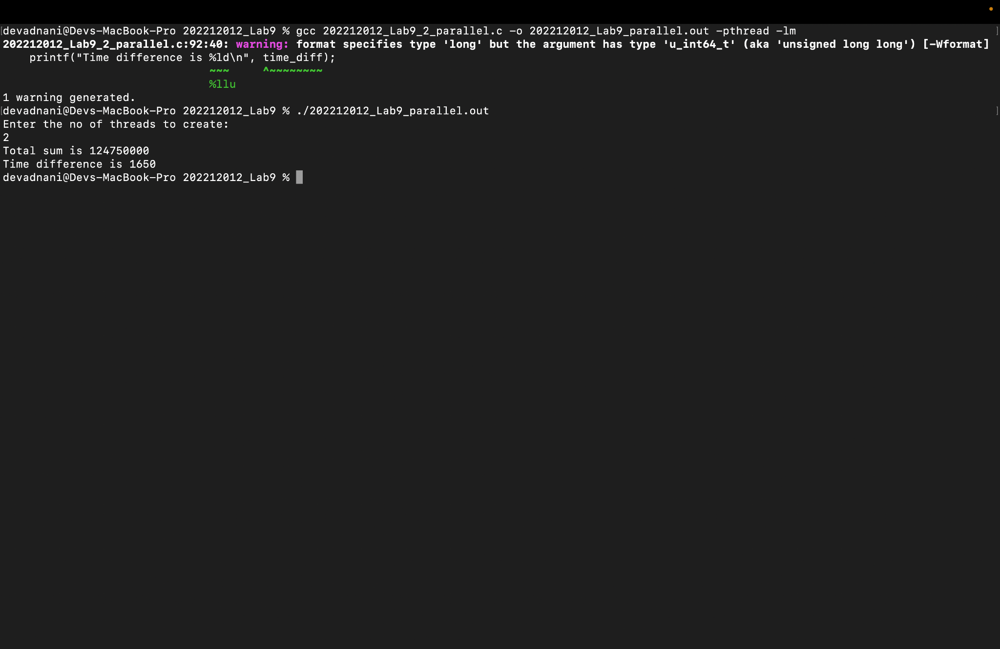 [devadnani@Devs-MacBook-Pro 202212012_Lab9 % gcc 202212012_Lab9_2_parallel.c -o 202212012_Lab9_parallel.out -pthread -lm ]
202212012_Lab9_2_parallel.c:92:40: warning: format specifies type 'long' but the argument has type 'u_int64_t' (aka 'unsigned long long') [-Wformat]
    printf("Time difference is %ld\n", time_diff);
                               ~~~     ^~~~~~~~~
                               %llu
1 warning generated.
[devadnani@Devs-MacBook-Pro 202212012_Lab9 % ./202212012_Lab9_parallel.out ]
Enter the no of threads to create:
2
Total sum is 124750000
Time difference is 1650
devadnani@Devs-MacBook-Pro 202212012_Lab9 %